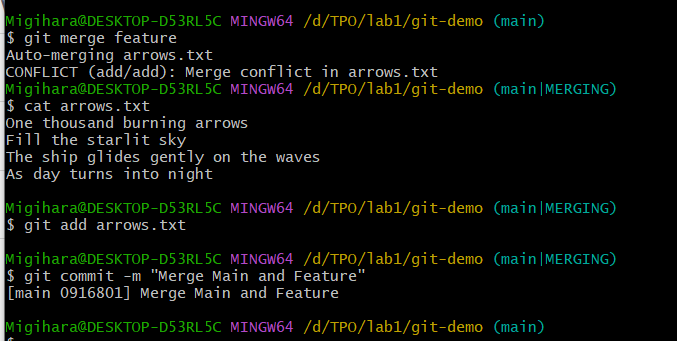 Migihara@DESKTOP-D53RL5C MINGW64 /d/TPO/lab1/git-demo (main)
$ git merge feature
Auto-merging arrows.txt
CONFLICT (add/add): Merge conflict in arrows.txt
Migihara@DESKTOP-D53RL5C MINGW64 /d/TPO/lab1/git-demo (main|MERGING)
$ cat arrows.txt
One thousand burning arrows
Fill the starlit sky
The ship glides gently on the waves
As day turns into night
Migihara@DESKTOP-D53RL5C MINGW64 /d/TPO/lab1/git-demo (main|MERGING)
$ git add arrows.txt
Migihara@DESKTOP-D53RL5C MINGW64 /d/TPO/lab1/git-demo (main|MERGING)
$ git commit -m "Merge Main and Feature"
[main 0916801] Merge Main and Feature
Migihara@DESKTOP-D53RL5C MINGW64 /d/TPO/lab1/git-demo (main)
$